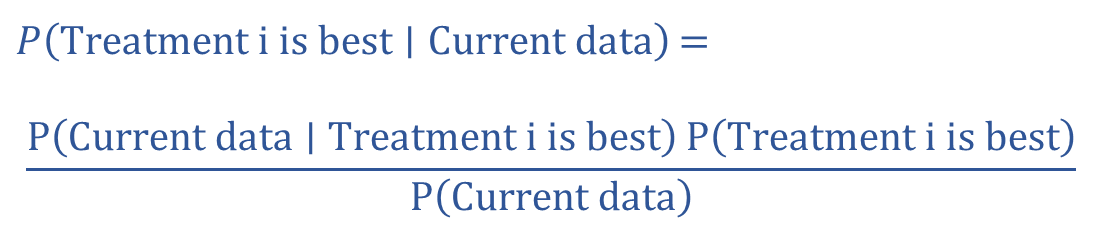 P(Treatment i is best | Current data) =
P(Current data | Treatment i is best) P(Treatment i is best)
P(Current data)